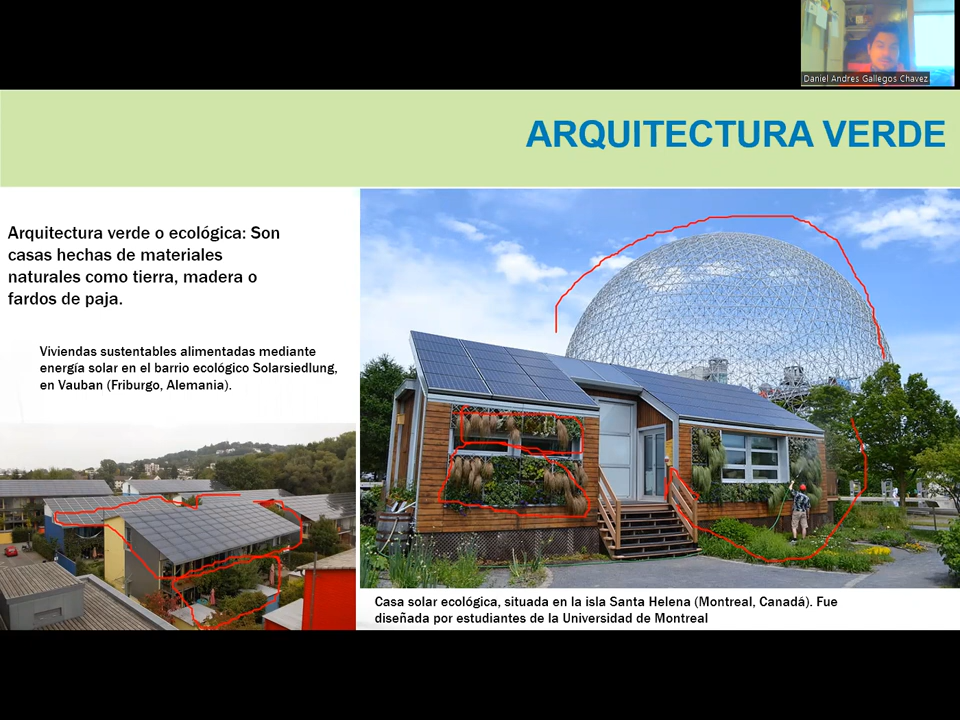 Daniel Andres Gallegos Chavez
ARQUITECTURA VERDE
Arquitectura verde o ecológica: Son
casas hechas de materiales
naturales como tierra, madera o
fardos de paja.
Viviendas sustentables alimentadas mediante
energía solar en el barrio ecológico Solarsiedlung,
en Vauban (Friburgo, Alemania).
Casa solar ecológica, situada en la isla Santa Helena (Montreal, Canadá). Fue
diseñada por estudiantes de la Universidad de Montreal